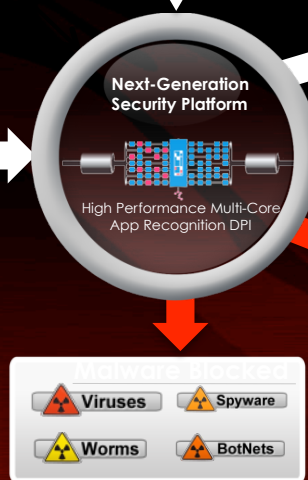 Next-Generation
Security Platform
High Performance Multi-Core
App Recognition DPI
Malware Blocked
Viruses
Spyware
Worms
BotNets